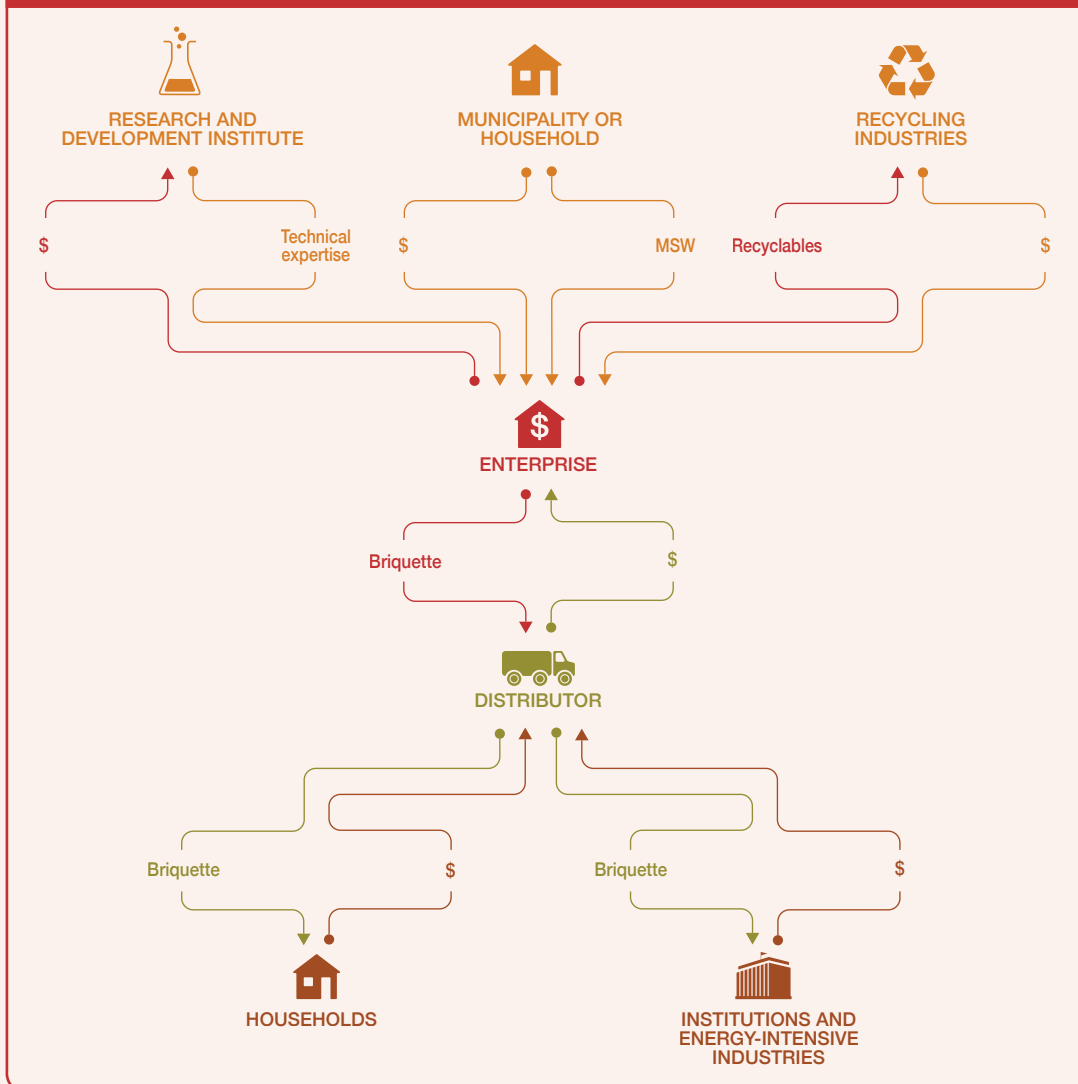 RESEARCH AND
DEVELOPMENT INSTITUTE
MUNICIPALITY OR
HOUSEHOLD
RECYCLING
INDUSTRIES
$
Technical
expertise
$
MSW
Recyclables
$
$
ENTERPRISE
Briquette
$
DISTRIBUTOR
Briquette
$
Briquette
$
HOUSEHOLDS
INSTITUTIONS AND
ENERGY-INTENSIVE
INDUSTRIES